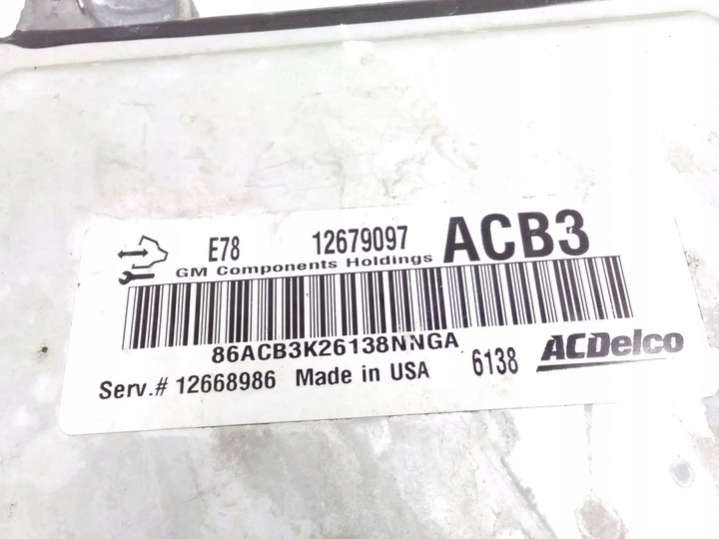 E78 12679097 ACB3
GM Components Holdings
86ACB3K26138NNGA
Serv.# 12668986 Made in USA 6138 ACDelco